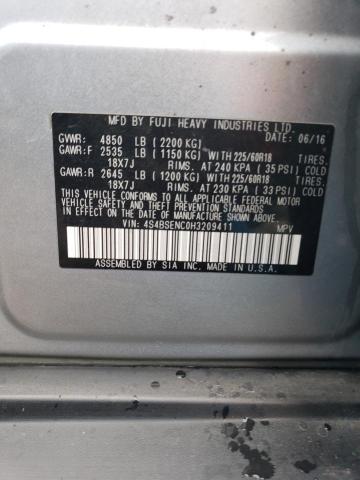 MFD BY FUJI HEAVY INDUSTRIES LTD.
DATE: 06/16
GVWR: 4850 LB ( 2200 KG)
GAWR:F 2535 LB ( 1150 KG) WITH 225/60R18 TIRES,
18X7J RIMS, AT 240 KPA ( 35 PSI) COLD
GAWR:R 2645 LB ( 1200 KG) WITH 225/60R18 TIRES,
18X7J RIMS, AT 230 KPA ( 33 PSI) COLD
THIS VEHICLE CONFORMS TO ALL APPLICABLE FEDERAL MOTOR
VEHICLE SAFETY STANDARDS IN EFFECT ON THE DATE OF
MANUFACTURE SHOWN ABOVE.
VIN: 4S4BSENC0H3209411 MPV
ASSEMBLED BY SIA INC. MADE IN U.S.A.